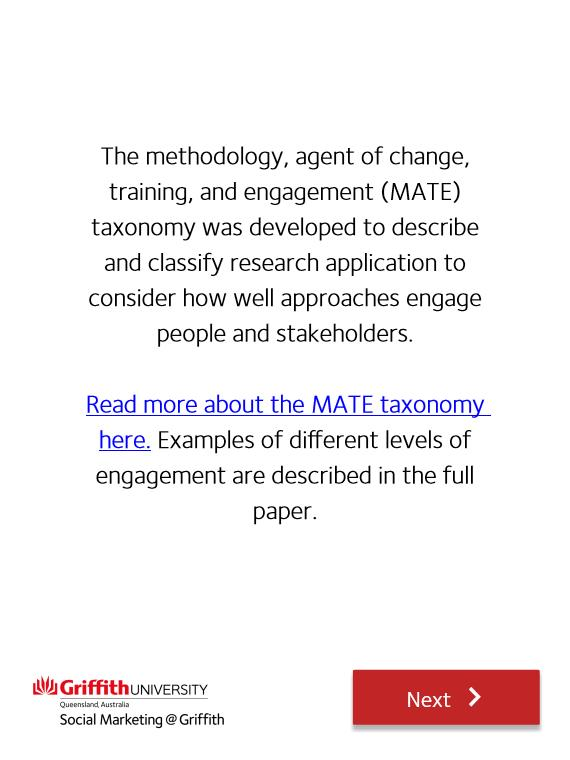 The methodology, agent of change,
training, and engagement (MATE)
taxonomy was developed to describe
and classify research application to
consider how well approaches engage
people and stakeholders.
Read more about the MATE taxonomy
here. Examples of different levels of
engagement are described in the full
paper.
Griffith UNIVERSITY
Queensland, Australia
Social Marketing @ Griffith
Next